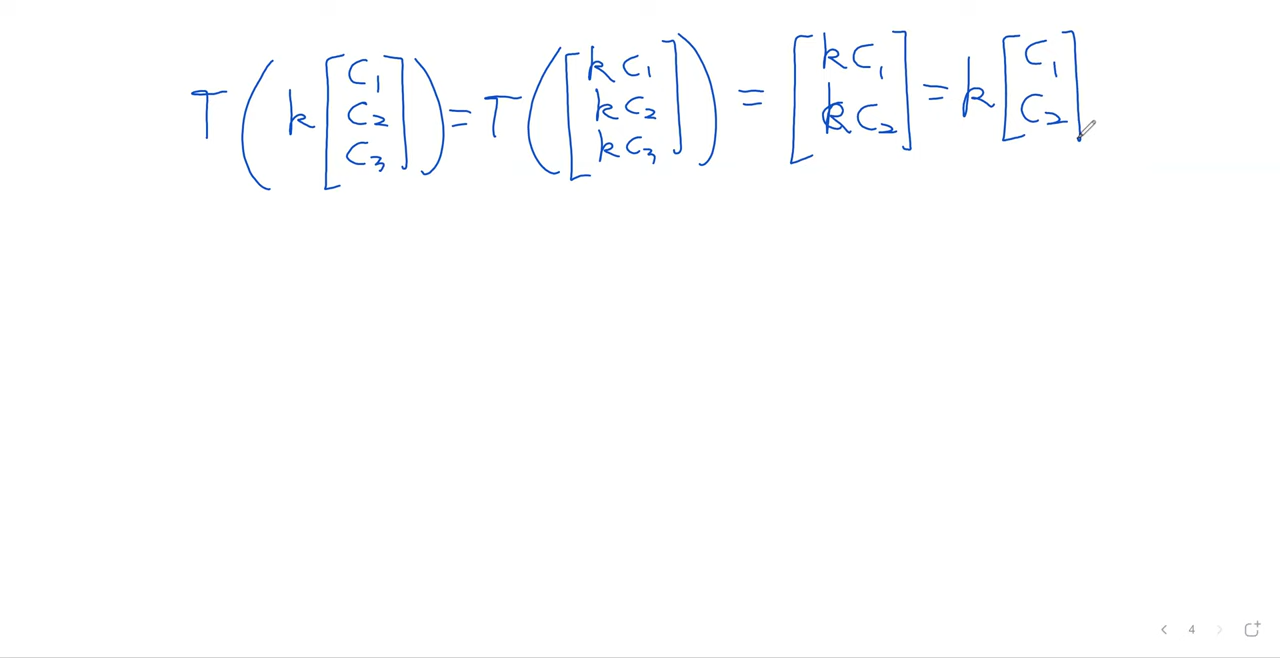 T(k[C₁ C₂ C₃]) = T([kC₁ kC₂ kC₃]) = [kC₁ kC₂] = k[C₁ C₂]
< 4 >